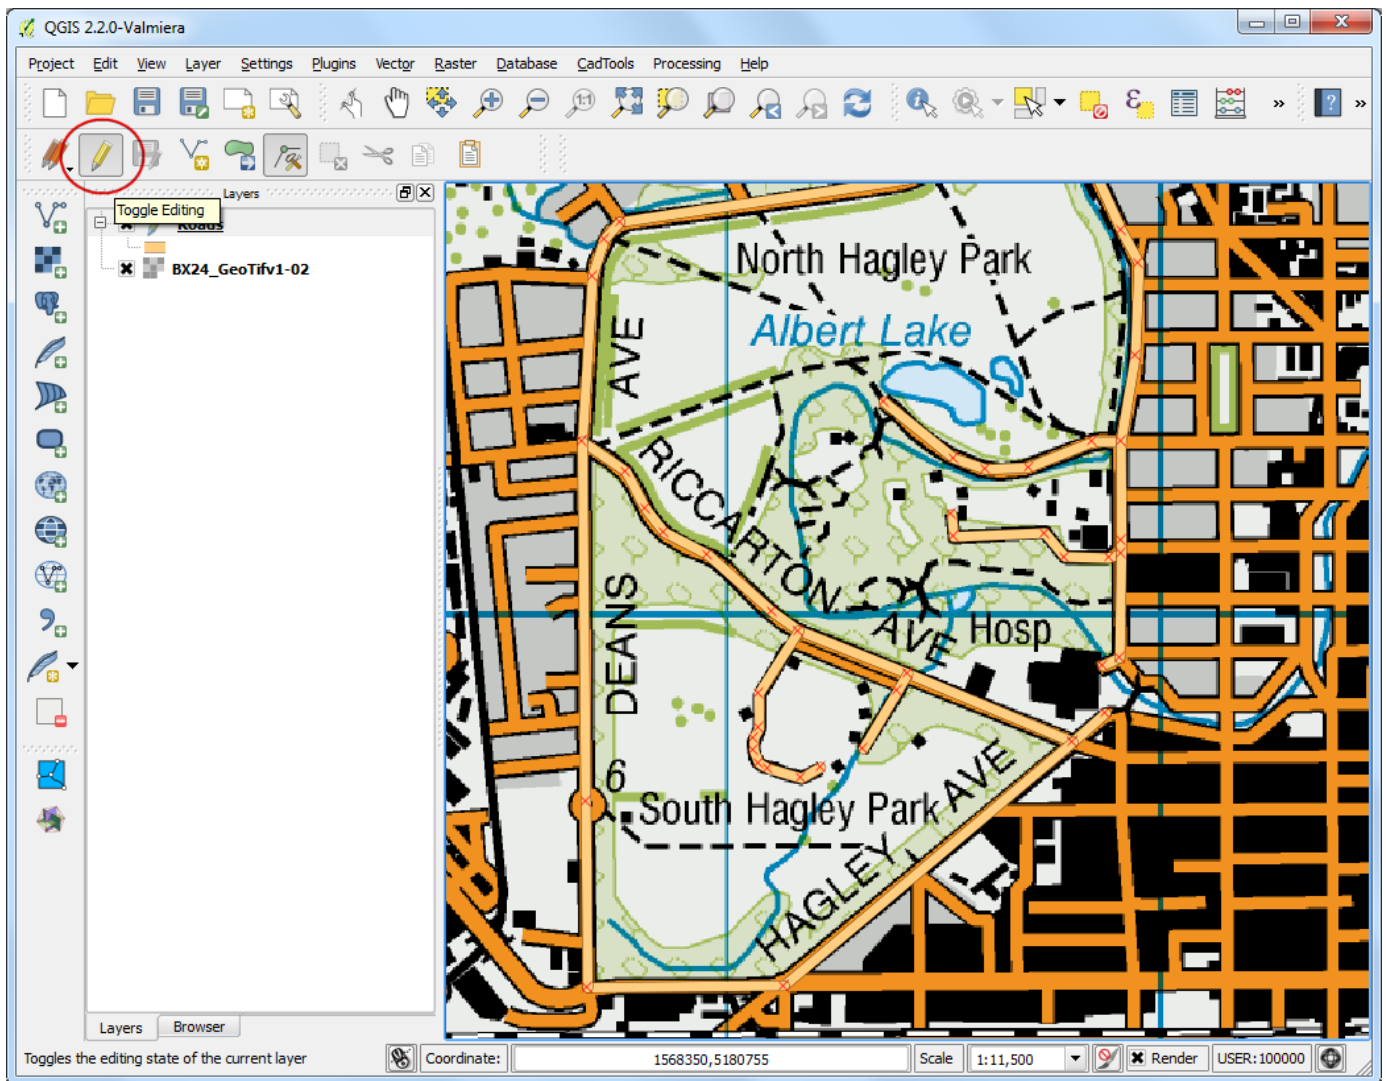 QGIS 2.2.0-Valmiera
Project Edit View Layer Settings Plugins Vector Raster Database CadTools Processing Help
1:1
ε
»
?
»
Layers
Toggle Editing
Roads
BX24_GeoTifv1-02
North Hagley Park
Albert Lake
AVE
RICCARTON
AVE
Hosp
DEANS
6
South Hagley Park
HAGLEY AVE
Layers Browser
Toggles the editing state of the current layer Coordinate: 1568350,5180755 Scale 1:11,500 Render USER:100000